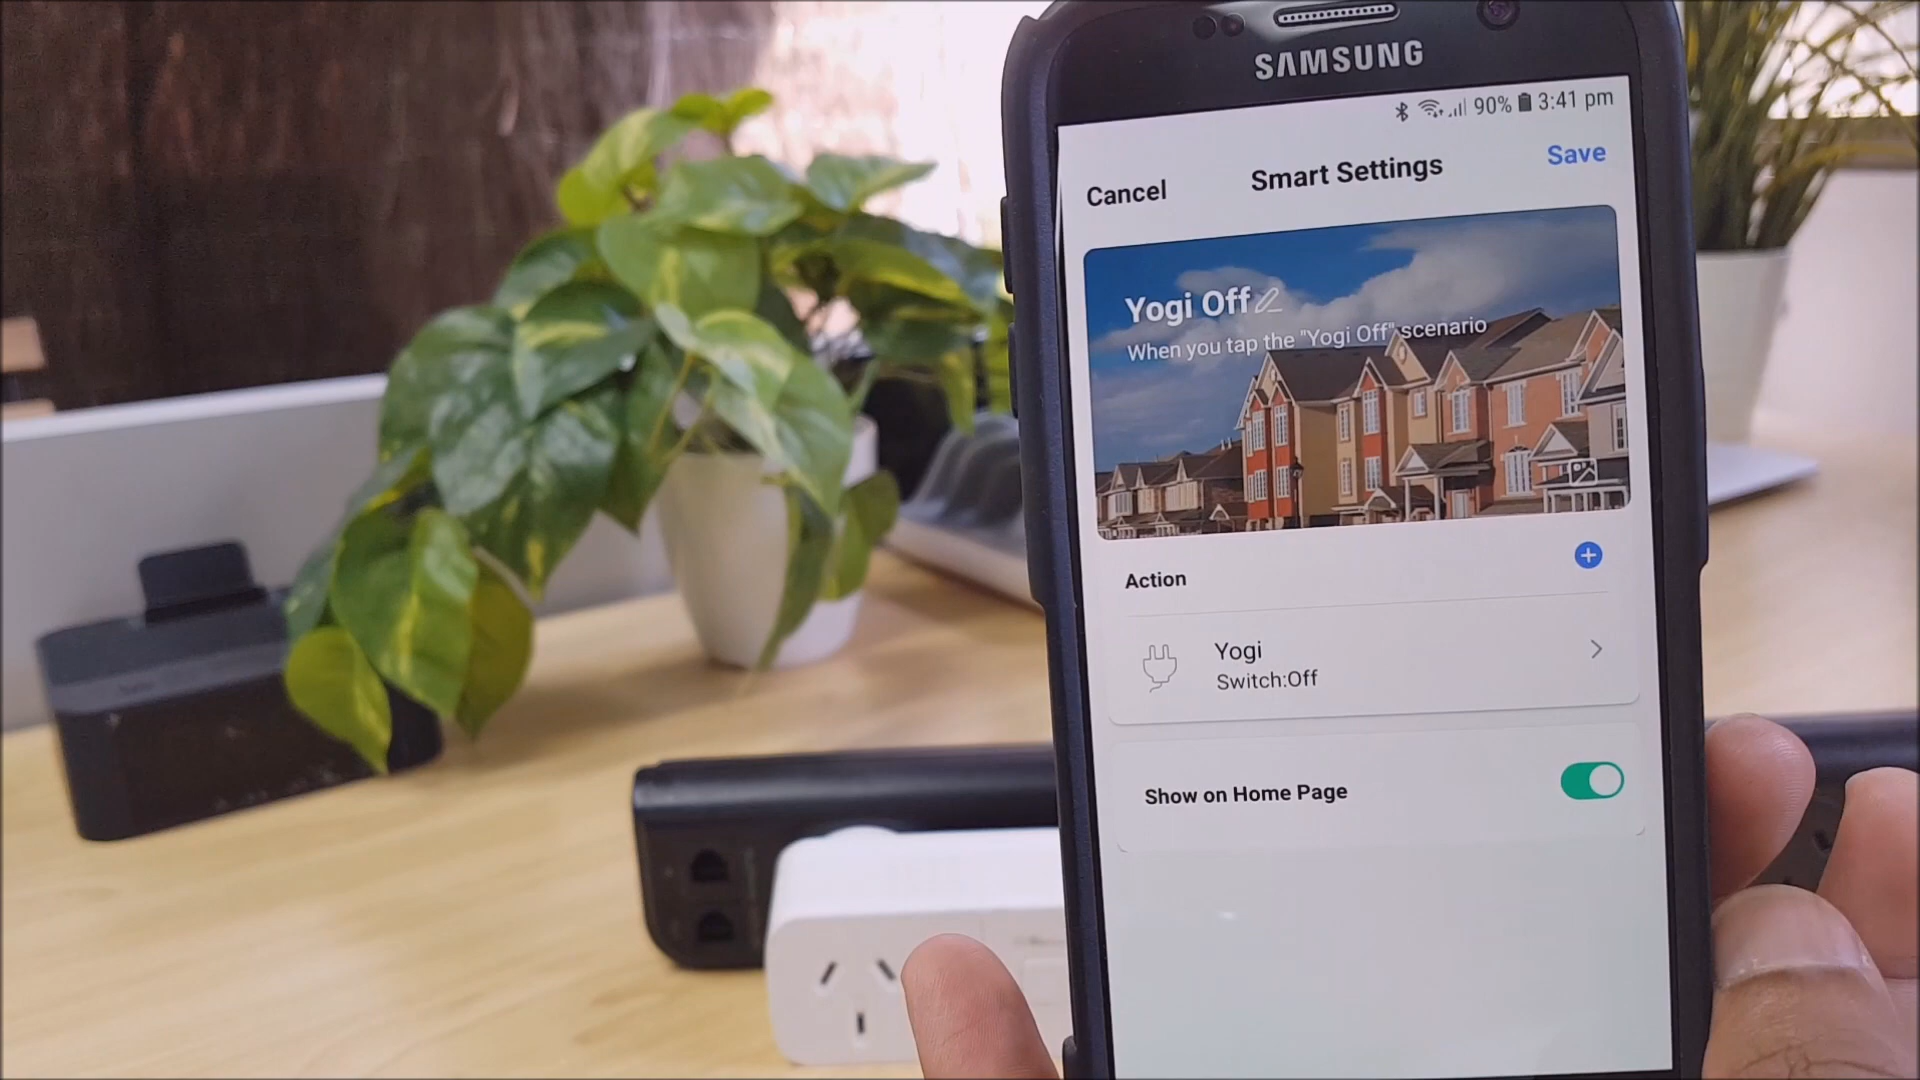 SAMSUNG
90% 3:41 pm
Cancel
Smart Settings
Save
Yogi Off
When you tap the "Yogi Off" scenario
Action
Yogi
Switch:Off
Show on Home Page